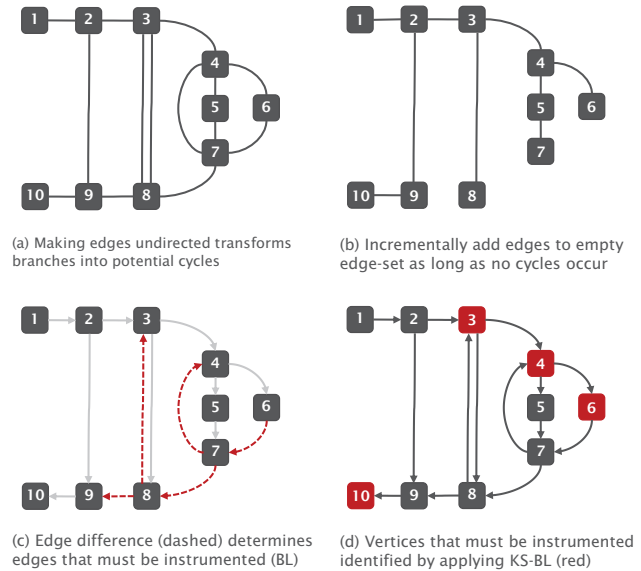 1 2 3
4
5 6
7
10 9 8
(a) Making edges undirected transforms
branches into potential cycles
1 2 3
4
5 6
7
10 9 8
(b) Incrementally add edges to empty
edge-set as long as no cycles occur
1 2 3
4
5 6
7
10 9 8
(c) Edge difference (dashed) determines
edges that must be instrumented (BL)
1 2 3
4
5 6
7
10 9 8
(d) Vertices that must be instrumented
identified by applying KS-BL (red)